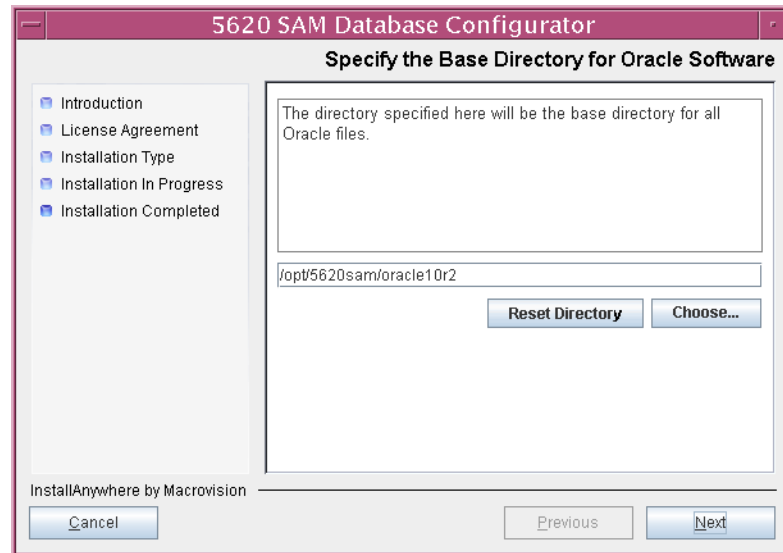 5620 SAM Database Configurator
Specify the Base Directory for Oracle Software
Introduction
License Agreement
Installation Type
Installation In Progress
Installation Completed
The directory specified here will be the base directory for all
Oracle files.
/opt/5620sam/oracle10r2
Reset Directory
Choose...
InstallAnywhere by Macrovision
Cancel
Previous
Next